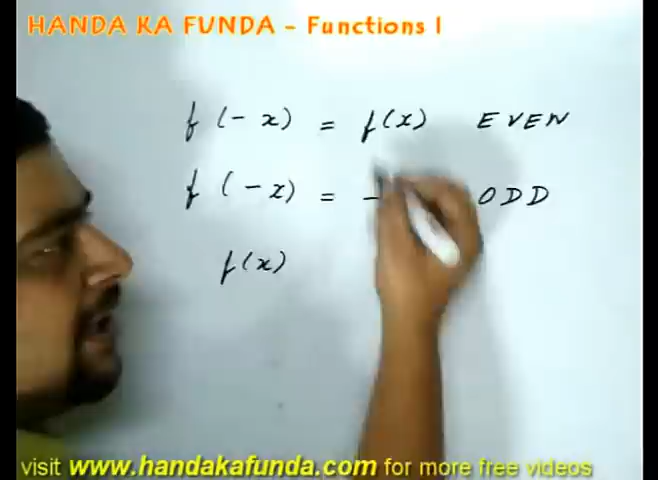 HANDA KA FUNDA - Functions I
f (- x) = f(x) EVEN
f (- x) = - ODD
f(x)
visit www.handakafunda.com for more free videos